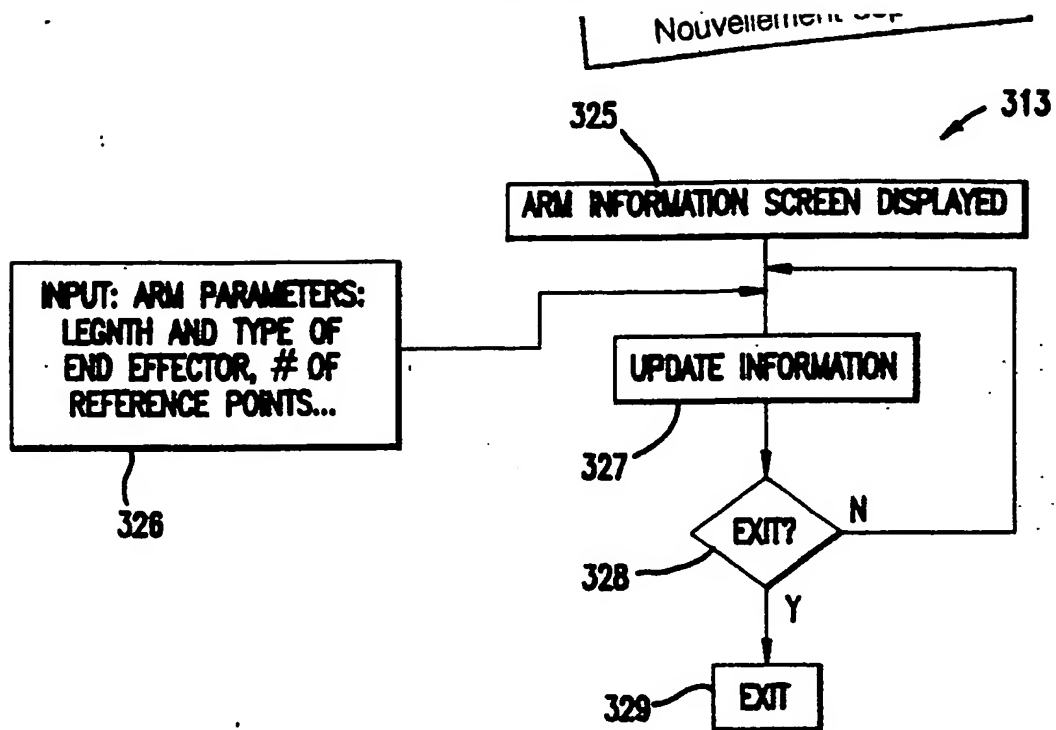 Nouvellement
325
313
ARM INFORMATION SCREEN DISPLAYED
INPUT: ARM PARAMETERS:
LEGNTH AND TYPE OF
END EFFECTOR, # OF
REFERENCE POINTS...
326
UPDATE INFORMATION
327
EXIT?
N
328
Y
EXIT
329